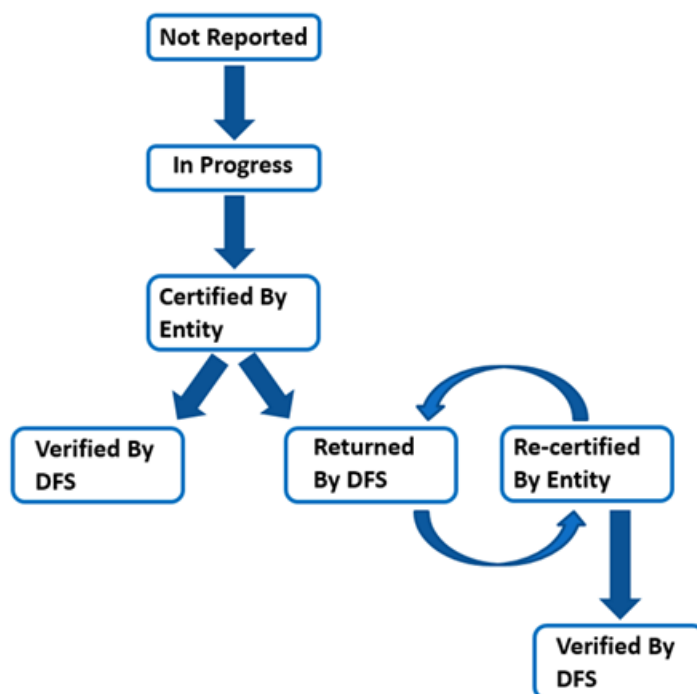 Not Reported
In Progress
Certified By
Entity
Verified By
DFS
Returned
By DFS
Re-certified
By Entity
Verified By
DFS